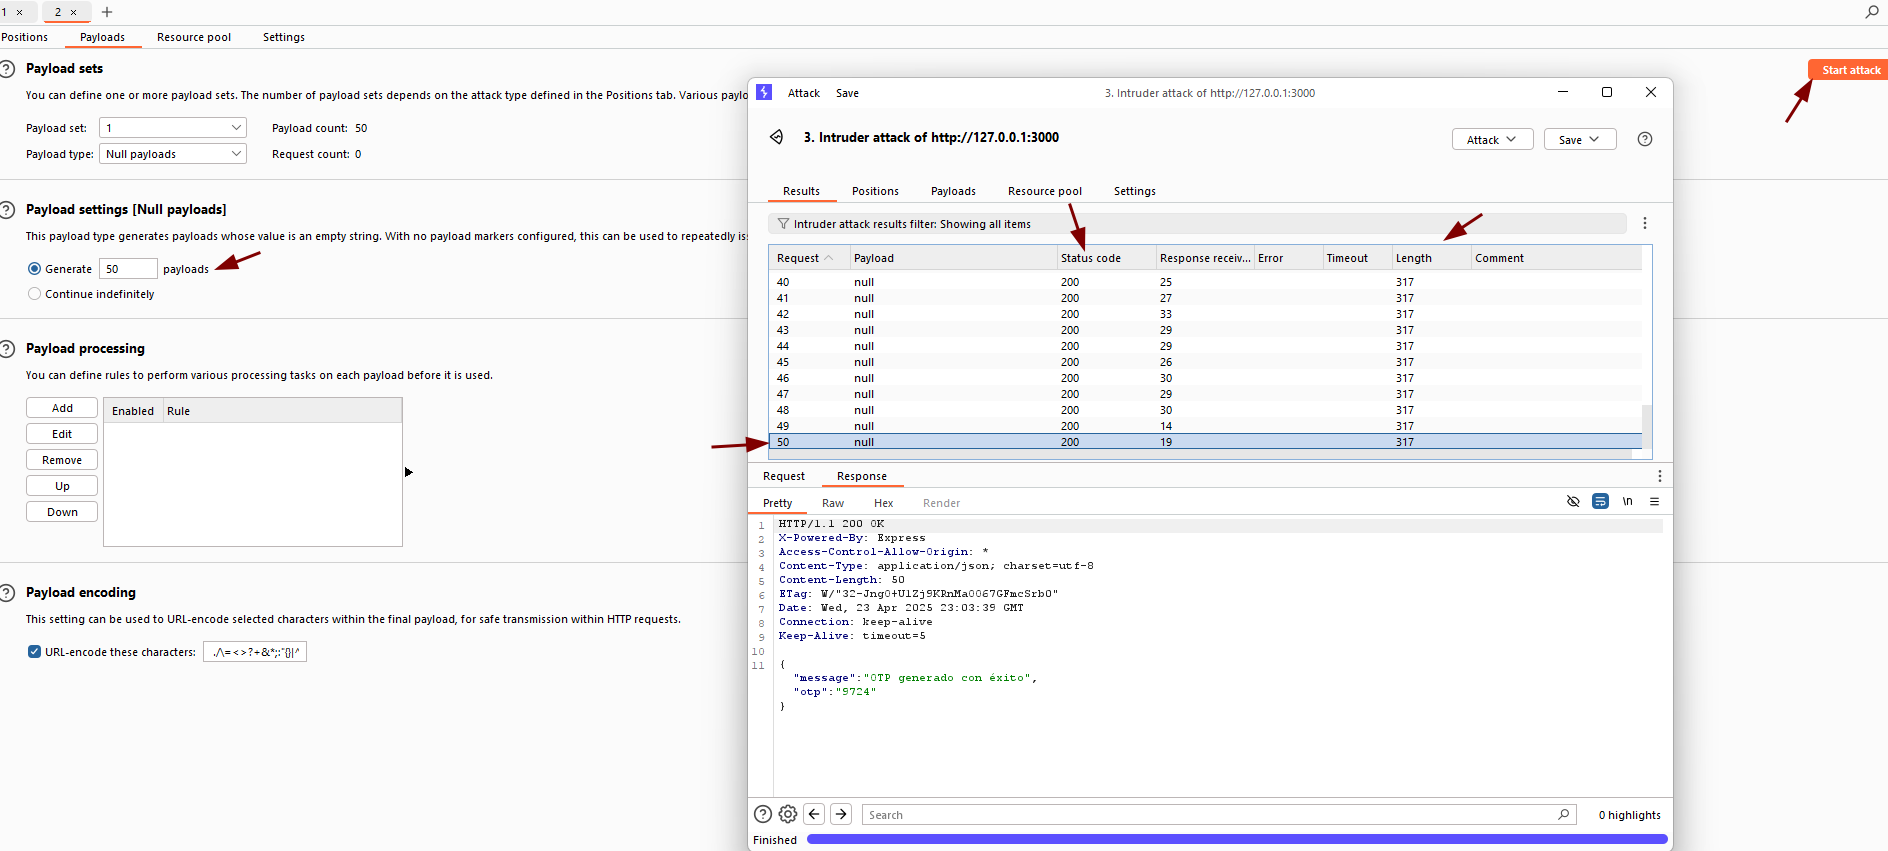 1 × 2 × +
Positions Payloads Resource pool Settings
Payload sets
Start attack
You can define one or more payload sets. The number of payload sets depends on the attack type defined in the Positions tab. Various paylo
Payload set: 1 Payload count: 50
Payload type: Null payloads Request count: 0
Payload settings [Null payloads]
This payload type generates payloads whose value is an empty string. With no payload markers configured, this can be used to repeatedly iss
Generate 50 payloads
Continue indefinitely
Payload processing
You can define rules to perform various processing tasks on each payload before it is used.
Add
Edit
Remove
Up
Down
Enabled Rule
Payload encoding
This setting can be used to URL-encode selected characters within the final payload, for safe transmission within HTTP requests.
URL-encode these characters: ./\=<>?+&*;:"{}|^
Attack Save 3. Intruder attack of http://127.0.0.1:3000
3. Intruder attack of http://127.0.0.1:3000 Attack Save
Results Positions Payloads Resource pool Settings
Intruder attack results filter: Showing all items
Request Payload Status code Response receiv... Error Timeout Length Comment
40 null 200 25 317
41 null 200 27 317
42 null 200 33 317
43 null 200 29 317
44 null 200 29 317
45 null 200 26 317
46 null 200 30 317
47 null 200 29 317
48 null 200 30 317
49 null 200 14 317
50 null 200 19 317
Request Response
Pretty Raw Hex Render \n
1 HTTP/1.1 200 OK
2 X-Powered-By: Express
3 Access-Control-Allow-Origin: *
4 Content-Type: application/json; charset=utf-8
5 Content-Length: 50
6 ETag:
7 Date: Wed, 23 Apr 2025 23:03:39 GMT
8 Connection: keep-alive
9 Keep-Alive: timeout=5
10
11 {
"message":"OTP generado con éxito",
"otp":"9724"
}
Search 0 highlights
Finished